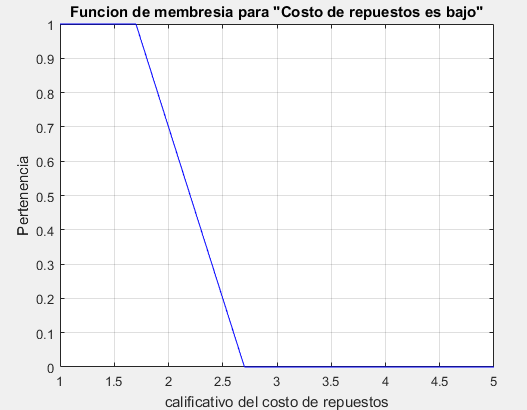 Funcion de membresia para "Costo de repuestos es bajo"
1
0.9
0.8
0.7
0.6
0.5
0.4
0.3
0.2
0.1
0
Pertenencia
1 1.5 2 2.5 3 3.5 4 4.5 5
calificativo del costo de repuestos